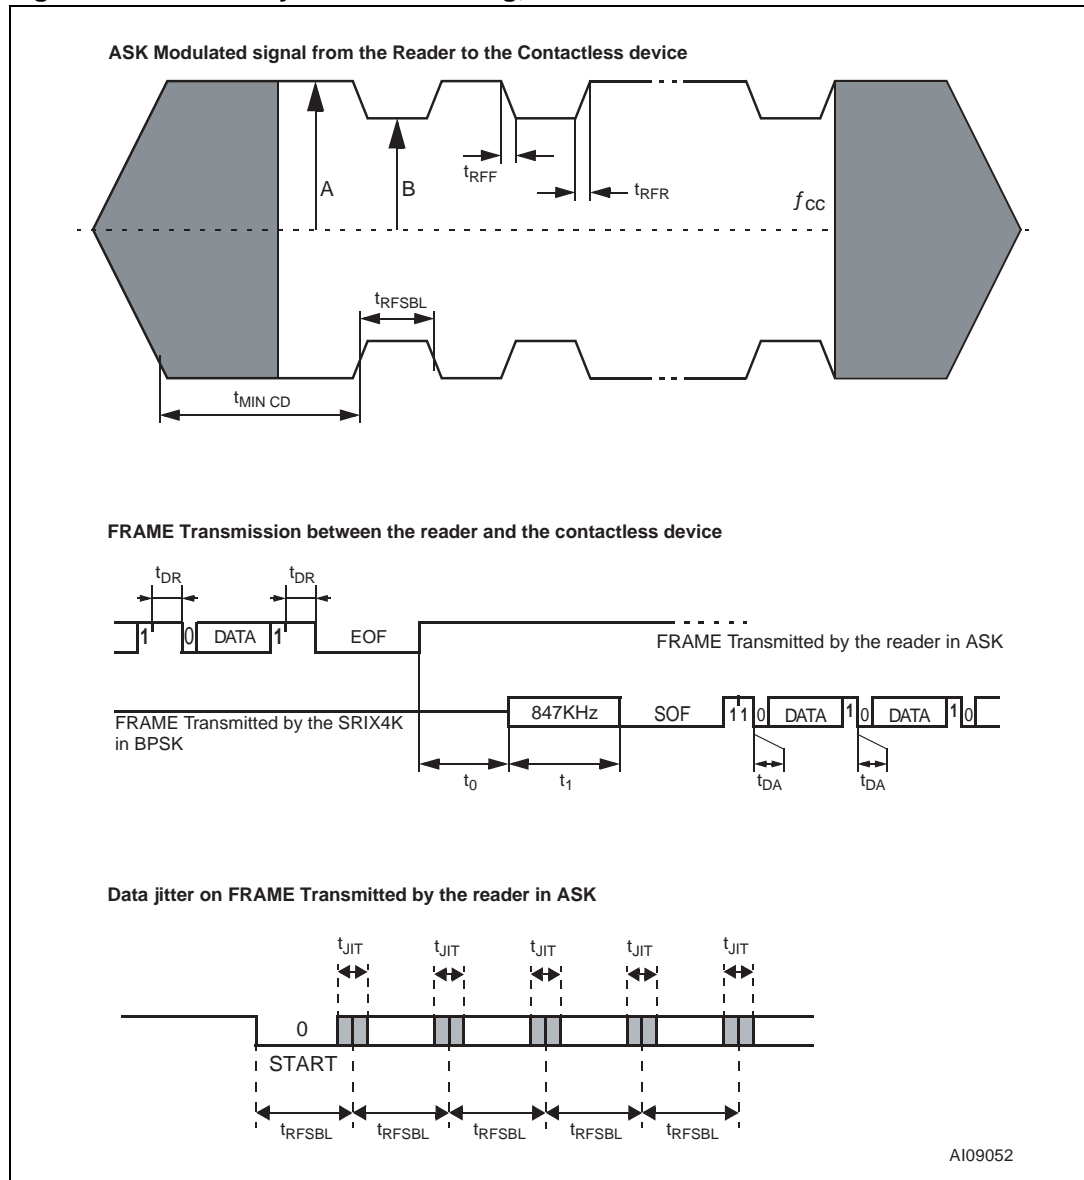 ASK Modulated signal from the Reader to the Contactless device
A
B
tRFF
tRFR
ƒcc
tRFSBL
tMIN CD
FRAME Transmission between the reader and the contactless device
tDR
tDR
1
0
DATA
1
EOF
FRAME Transmitted by the reader in ASK
FRAME Transmitted by the SRIX4K
in BPSK
847KHz
SOF
1 1 0
DATA
1 0
DATA
1 0
t0
t1
tDA
tDA
Data jitter on FRAME Transmitted by the reader in ASK
tJIT
tJIT
tJIT
tJIT
tJIT
0
START
tRFSBL
tRFSBL
tRFSBL
tRFSBL
tRFSBL
AI09052